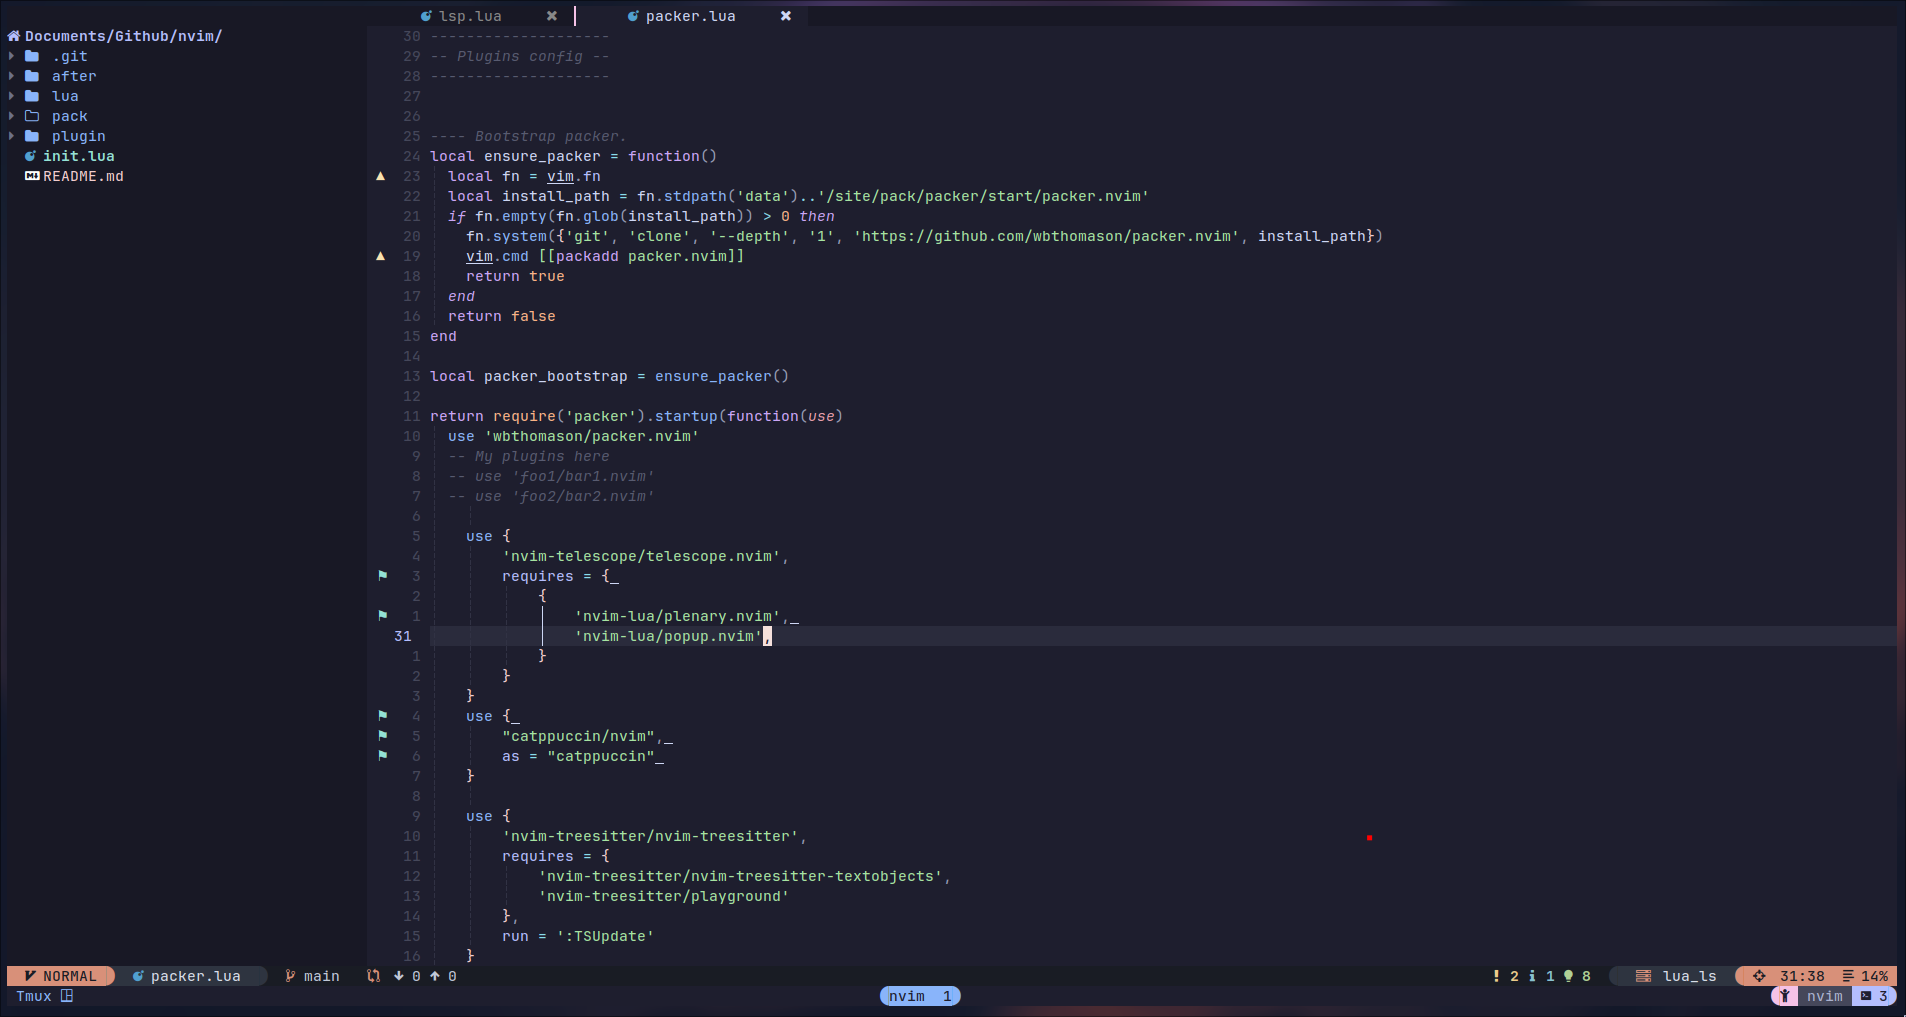 lsp.lua ✖ packer.lua ✖
Documents/Github/nvim/
.git
after
lua
pack
plugin
init.lua
README.md
30 --------------------
29 -- Plugins config --
28 --------------------
27
26
25 ---- Bootstrap packer.
24 local ensure_packer = function()
23 local fn = vim.fn
22 local install_path = fn.stdpath('data')..'/site/pack/packer/start/packer.nvim'
21 if fn.empty(fn.glob(install_path)) > 0 then
20 fn.system({'git', 'clone', '--depth', '1', 'https://github.com/wbthomason/packer.nvim', install_path})
19 vim.cmd [[packadd packer.nvim]]
18 return true
17 end
16 return false
15 end
14
13 local packer_bootstrap = ensure_packer()
12
11 return require('packer').startup(function(use)
10 use 'wbthomason/packer.nvim'
9 -- My plugins here
8 -- use 'foo1/bar1.nvim'
7 -- use 'foo2/bar2.nvim'
6
5 use {
4 'nvim-telescope/telescope.nvim',
3 requires = {_
2 {
1 'nvim-lua/plenary.nvim',_
31 'nvim-lua/popup.nvim',
1 }
2 }
3 }
4 use {_
5 "catppuccin/nvim",_
6 as = "catppuccin"_
7 }
8
9 use {
10 'nvim-treesitter/nvim-treesitter',
11 requires = {
12 'nvim-treesitter/nvim-treesitter-textobjects',
13 'nvim-treesitter/playground'
14 },
15 run = ':TSUpdate'
16 }
NORMAL packer.lua main ↓ 0 ↑ 0 ! 2 i 1 8 lua_ls 31:38 14%
Tmux nvim 1 nvim 3